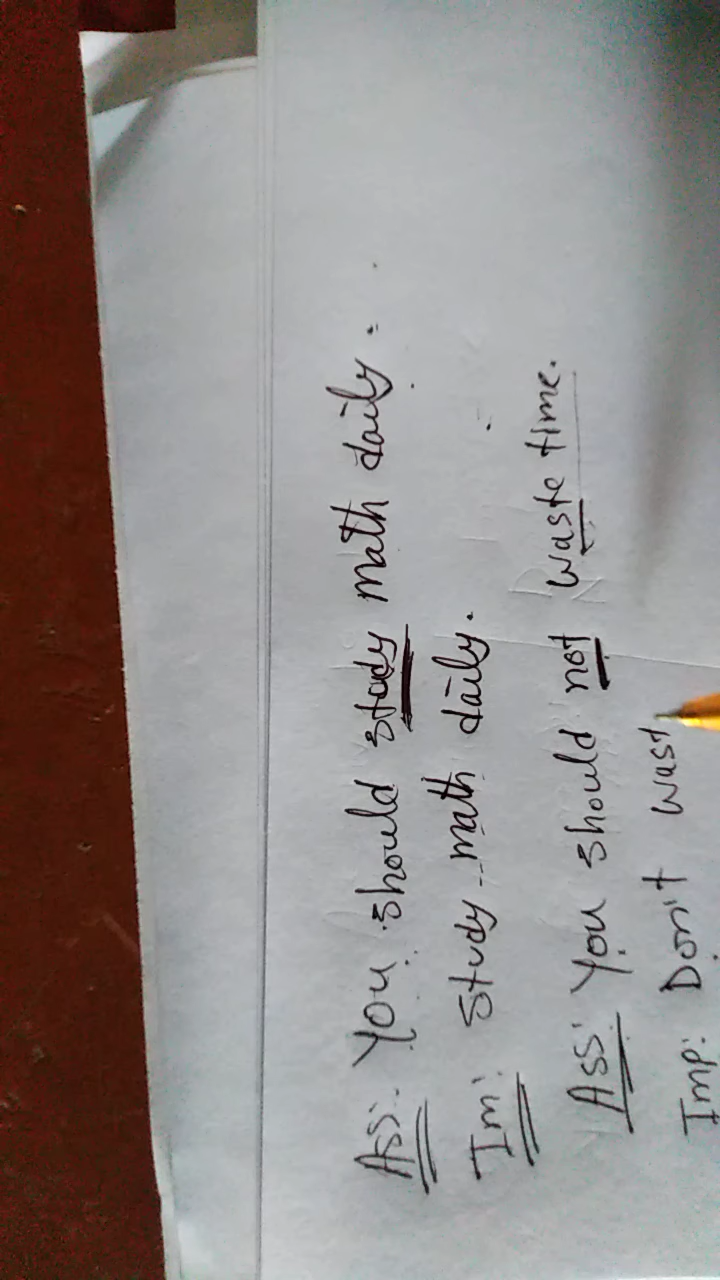 Ass: You should study math daily.
Im: Study math daily.
Ass: You should not waste time.
Imp: Don't wast